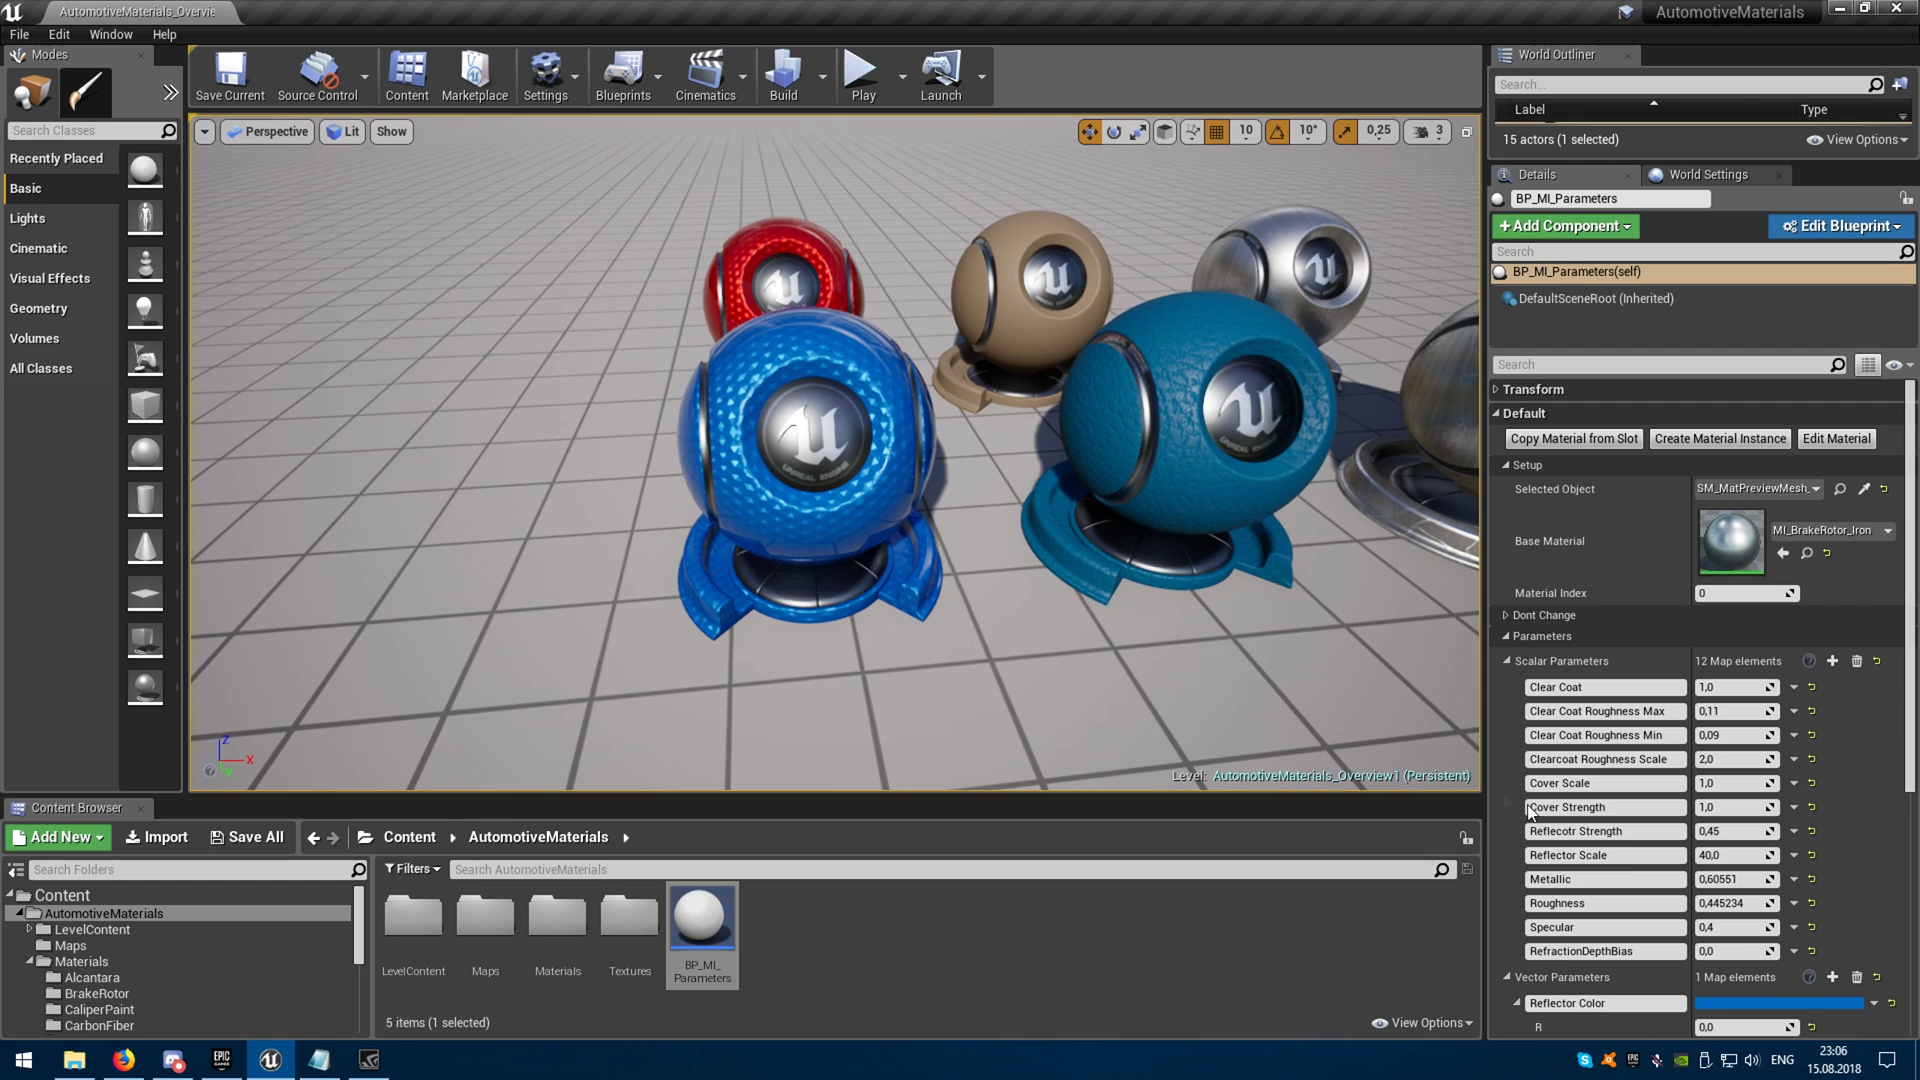 AutomotiveMaterials_Overvie
AutomotiveMaterials
File Edit Window Help
Modes
Search Classes
Recently Placed
Basic
Lights
Cinematic
Visual Effects
Geometry
Volumes
All Classes
Save Current
Source Control
Content
Marketplace
Settings
Blueprints
Cinematics
Build
Play
Launch
Perspective
Lit
Show
10
10°
0,25
3
UNREAL ENGINE
Z
X
Y
Level: AutomotiveMaterials_Overview1 (Persistent)
World Outliner
Search...
Label
Type
15 actors (1 selected)
View Options
Details
World Settings
BP_MI_Parameters
+Add Component
Edit Blueprint
Search
BP_MI_Parameters(self)
DefaultSceneRoot (Inherited)
Search
Transform
Default
Copy Material from Slot
Create Material Instance
Edit Material
Setup
Selected Object
SM_MatPreviewMesh_
Base Material
MI_BrakeRotor_Iron
Material Index
0
Dont Change
Parameters
Scalar Parameters
12 Map elements
Clear Coat
1,0
Clear Coat Roughness Max
0,11
Clear Coat Roughness Min
0,09
Clearcoat Roughness Scale
2,0
Cover Scale
1,0
Cover Strength
1,0
Reflecotr Strength
0,45
Reflector Scale
40,0
Metallic
0,60551
Roughness
0,445234
Specular
0,4
RefractionDepthBias
0,0
Vector Parameters
1 Map elements
Reflector Color
R
0,0
Content Browser
Add New
Import
Save All
Content
AutomotiveMaterials
Search Folders
Filters
Search AutomotiveMaterials
Content
AutomotiveMaterials
LevelContent
Maps
Materials
Alcantara
BrakeRotor
CaliperPaint
CarbonFiber
LevelContent
Maps
Materials
Textures
BP_MI_
Parameters
5 items (1 selected)
View Options
EPIC
GAMES
ENG
23:06
15.08.2018